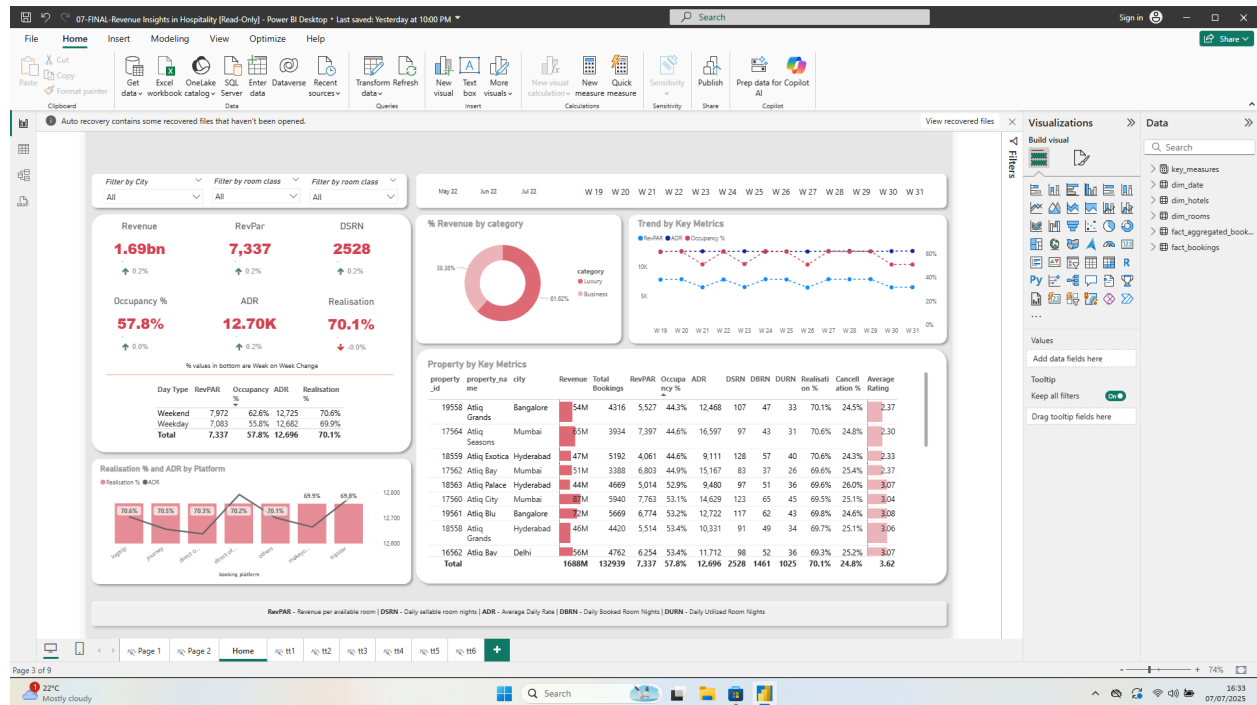 07-FINAL-Revenue Insights in Hospitality [Read-Only] - Power BI Desktop • Last saved: Yesterday at 10:00 PM
Search
Sign in
File Home Insert Modeling View Optimize Help
Share
Paste
Cut
Copy
Format painter
Clipboard
Get data
Excel workbook
OneLake catalog
SQL Server
Enter data
Dataverse
Recent sources
Data
Transform data
Refresh
Queries
New visual
Text box
More visuals
Insert
New visual calculation
New measure
Quick measure
Calculations
Sensitivity
Sensitivity
Publish
Share
Prep data for AI
Copilot
Copilot
Auto recovery contains some recovered files that haven't been opened.
View recovered files
Filter by City
All
Filter by room class
All
Filter by room class
All
May 22 Jun 22 Jul 22
W 19 W 20 W 21 W 22 W 23 W 24 W 25 W 26 W 27 W 28 W 29 W 30 W 31
Revenue RevPar DSRN
1.69bn 7,337 2528
0.2% 0.2% 0.2%
Occupancy % ADR Realisation
57.8% 12.70K 70.1%
0.0% 0.2% -0.0%
% values in bottom are Week on Week Change
Day Type RevPAR Occupancy % ADR Realisation %
Weekend 7,972 62.6% 12,725 70.6%
Weekday 7,083 55.8% 12,682 69.9%
Total 7,337 57.8% 12,696 70.1%
% Revenue by category
38.38%
61.62%
category
Luxury
Business
Trend by Key Metrics
RevPAR ADR Occupancy %
10K
5K
60%
40%
20%
0%
W 19 W 20 W 21 W 22 W 23 W 24 W 25 W 26 W 27 W 28 W 29 W 30 W 31
Property by Key Metrics
property_id property_name city Revenue Total Bookings RevPAR Occupancy % ADR DSRN DBRN DURN Realisation % Cancellation % Average Rating
19558 Atliq Grands Bangalore 54M 4316 5,527 44.3% 12,468 107 47 33 70.1% 24.5% 2.37
17564 Atliq Seasons Mumbai 65M 3934 7,397 44.6% 16,597 97 43 31 70.6% 24.8% 2.30
18559 Atliq Exotica Hyderabad 47M 5192 4,061 44.6% 9,111 128 57 40 70.6% 24.3% 2.33
17562 Atliq Bay Mumbai 51M 3388 6,803 44.9% 15,167 83 37 26 69.6% 25.4% 2.37
18563 Atliq Palace Hyderabad 44M 4669 5,014 52.9% 9,480 97 51 36 69.6% 26.0% 3.07
17560 Atliq City Mumbai 87M 5940 7,763 53.1% 14,629 123 65 45 69.5% 25.1% 3.04
19561 Atliq Blu Bangalore 72M 5669 6,774 53.2% 12,722 117 62 43 69.8% 24.6% 3.08
18558 Atliq Grands Hyderabad 46M 4420 5,514 53.4% 10,331 91 49 34 69.7% 25.1% 3.06
16562 Atliq Bay Delhi 56M 4762 6,254 53.4% 11,712 98 52 36 69.3% 25.2% 3.07
Total 1688M 132939 7,337 57.8% 12,696 2528 1461 1025 70.1% 24.8% 3.62
Realisation % and ADR by Platform
Realisation % ADR
70.6% 70.5% 70.3% 70.2% 70.1% 69.9% 69.8%
12,800
12,700
12,600
logtrip journey direct o... direct of... others makeyo... tripster
booking_platform
RevPAR - Revenue per available room | DSRN - Daily sellable room nights | ADR - Average Daily Rate | DBRN - Daily Booked Room Nights | DURN - Daily Utilized Room Nights
Filters
Visualizations
Build visual
R
Py
123
...
Values
Add data fields here
Tooltip
Keep all filters
On
Drag tooltip fields here
Data
Search
key_measures
dim_date
dim_hotels
dim_rooms
fact_aggregated_book...
fact_bookings
Page 1 Page 2 Home tt1 tt2 tt3 tt4 tt5 tt6 +
Page 3 of 9
- + 74%
1
22°C
Mostly cloudy
Search
16:33
07/07/2025